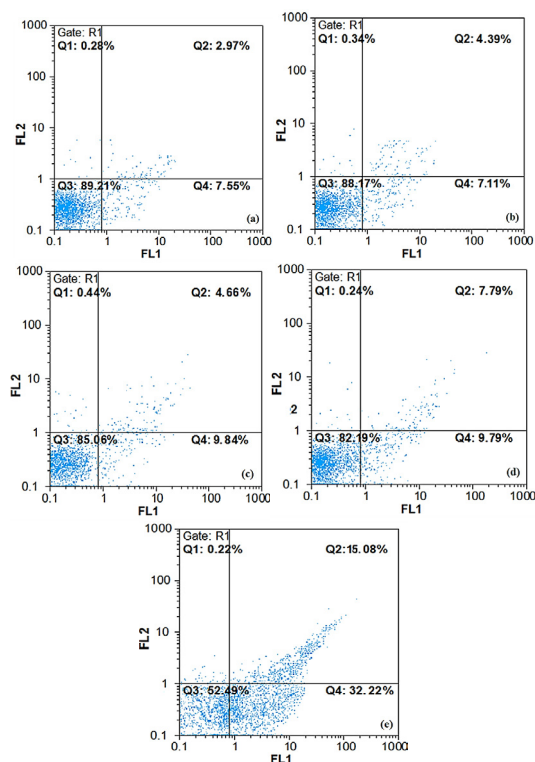 1000
Gate: R1
Q1: 0.28% Q2: 2.97%
100
FL2
10
1
Q3: 89.21% Q4: 7.55%
(a)
0.1
0.1 1 10 100 1000
FL1
1000
Gate: R1
Q1: 0.34% Q2: 4.39%
100
FL2
10
1
Q3: 88.17% Q4: 7.11%
(b)
0.1
0.1 1 10 100 1000
FL1
1000
Gate: R1
Q1: 0.44% Q2: 4.66%
100
FL2
10
1
Q3: 85.06% Q4: 9.84%
(c)
0.1
0.1 1 10 100 1000
FL1
1000
Gate: R1
Q1: 0.24% Q2: 7.79%
100
FL2
10
2
1
Q3: 82.19% Q4: 9.79%
(d)
0.1
0.1 1 10 100 1000
FL1
1000
Gate: R1
Q1: 0.22% Q2:15.08%
100
FL2
10
1
Q3: 52.49% Q4: 32.22%
(e)
0.1
0.1 1 10 100 1000
FL1